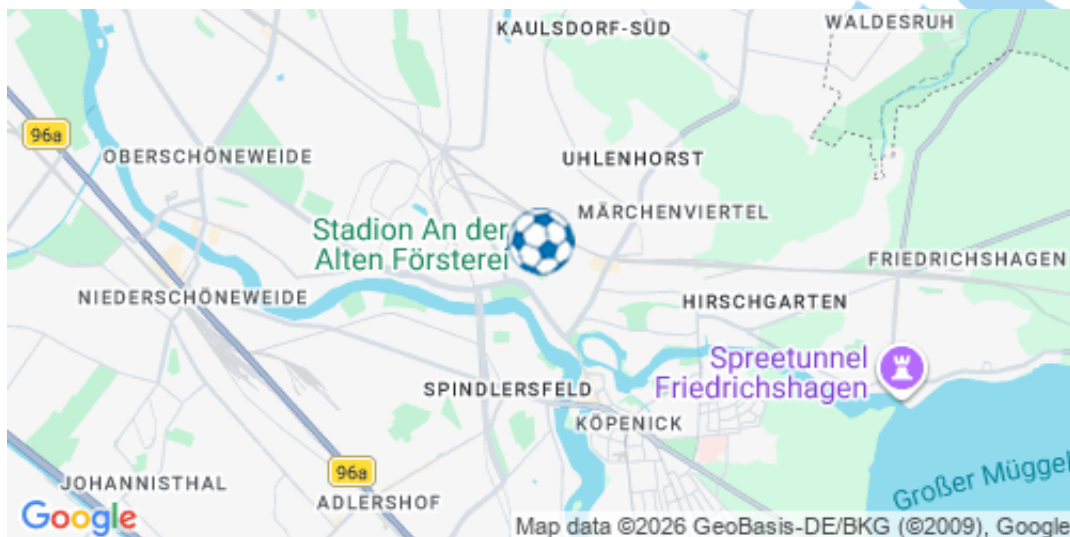 WALDESRUH
KAULSDORF-SÜD
96a
OBERSCHÖNEWEIDE
UHLENHORST
MÄRCHENVIERTEL
Stadion An der
Alten Försterei
FRIEDRICHSHAGEN
NIEDERSCHÖNEWEIDE
HIRSCHGARTEN
Spreetunnel
Friedrichshagen
SPINDLERSFELD
KÖPENICK
96a
JOHANNISTHAL
ADLERSHOF
Großer Müggel
Google
Map data ©2026 GeoBasis-DE/BKG (©2009), Google